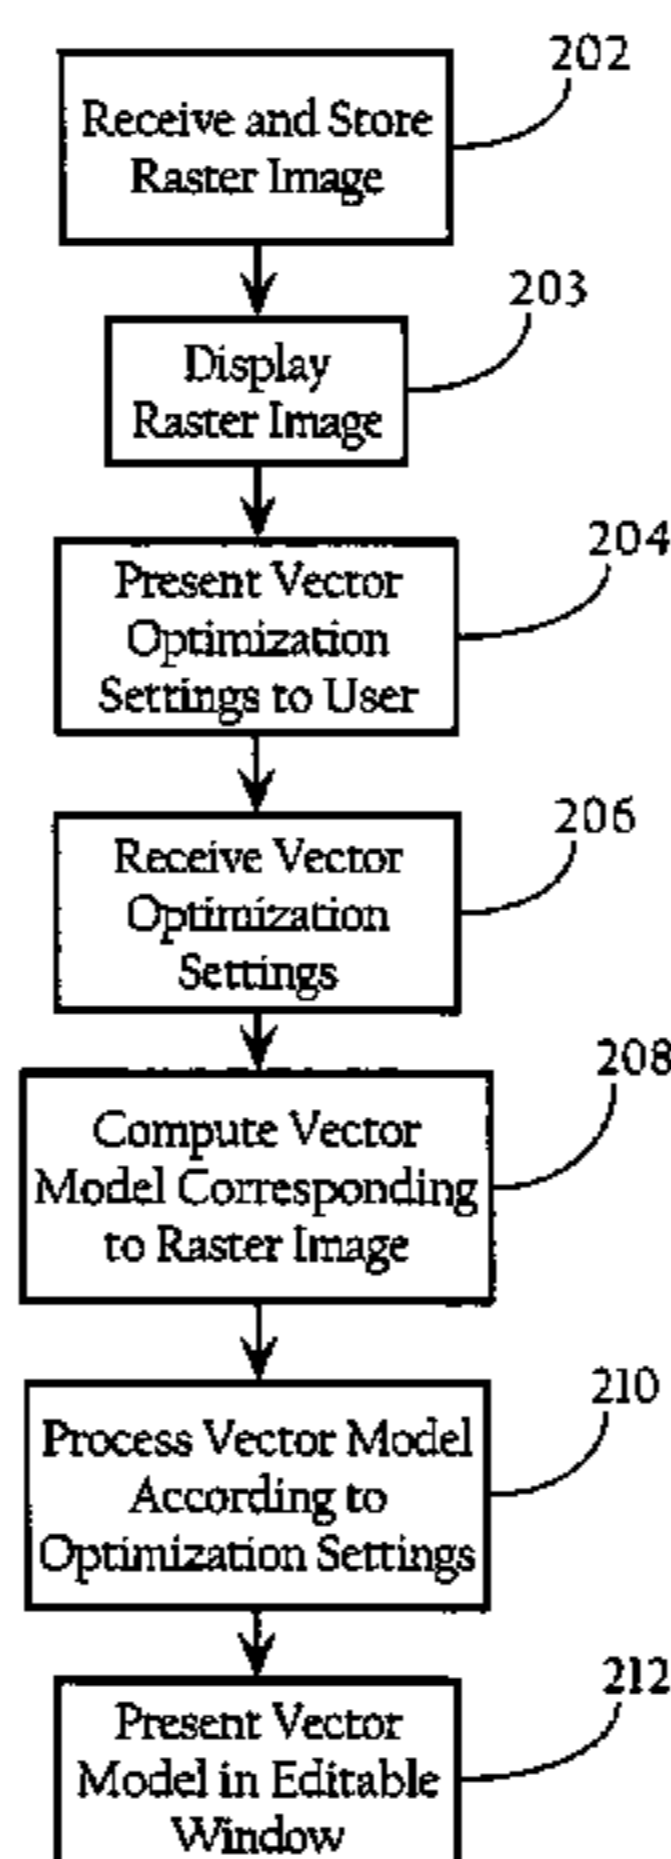 202
Receive and Store
Raster Image
203
Display
Raster Image
204
Present Vector
Optimization
Settings to User
206
Receive Vector
Optimization
Settings
208
Compute Vector
Model Corresponding
to Raster Image
210
Process Vector Model
According to
Optimization Settings
212
Present Vector
Model in Editable
Window